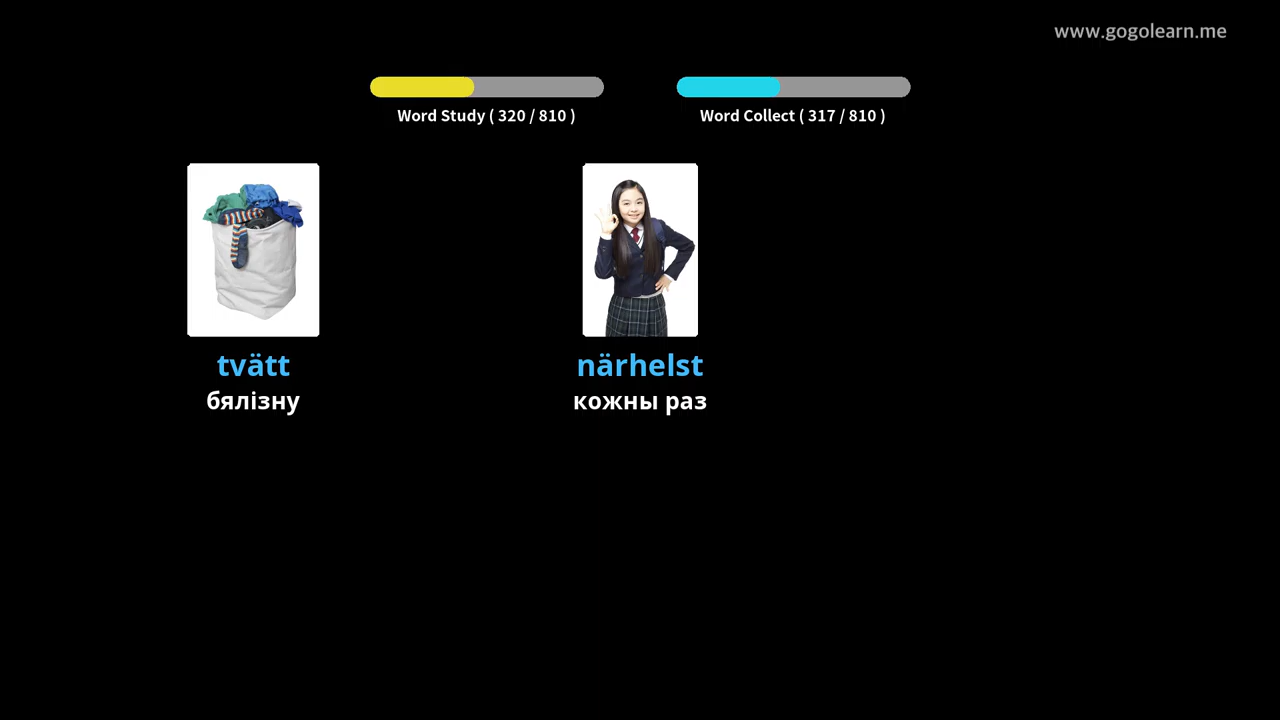 www.gogolearn.me
Word Study ( 320 / 810 )
Word Collect ( 317 / 810 )
tvätt
бялізну
närhelst
кожны раз